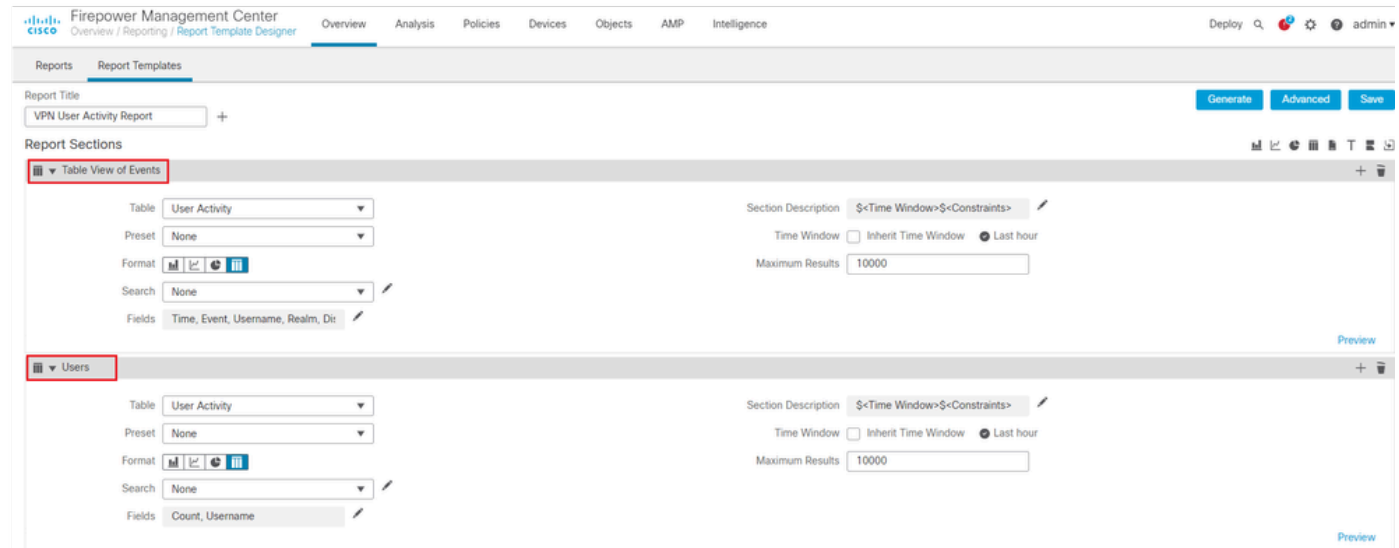 Firepower Management Center
CISCO Overview / Reporting / Report Template Designer
Overview Analysis Policies Devices Objects AMP Intelligence
Deploy admin
Reports Report Templates
Report Title
VPN User Activity Report
Generate Advanced Save
Report Sections
Table View of Events
Table User Activity Section Description $<Time Window>$<Constraints>
Preset None Time Window Inherit Time Window Last hour
Format Maximum Results 10000
Search None
Fields Time, Event, Username, Realm, Dis
Preview
Users
Table User Activity Section Description $<Time Window>$<Constraints>
Preset None Time Window Inherit Time Window Last hour
Format Maximum Results 10000
Search None
Fields Count, Username
Preview